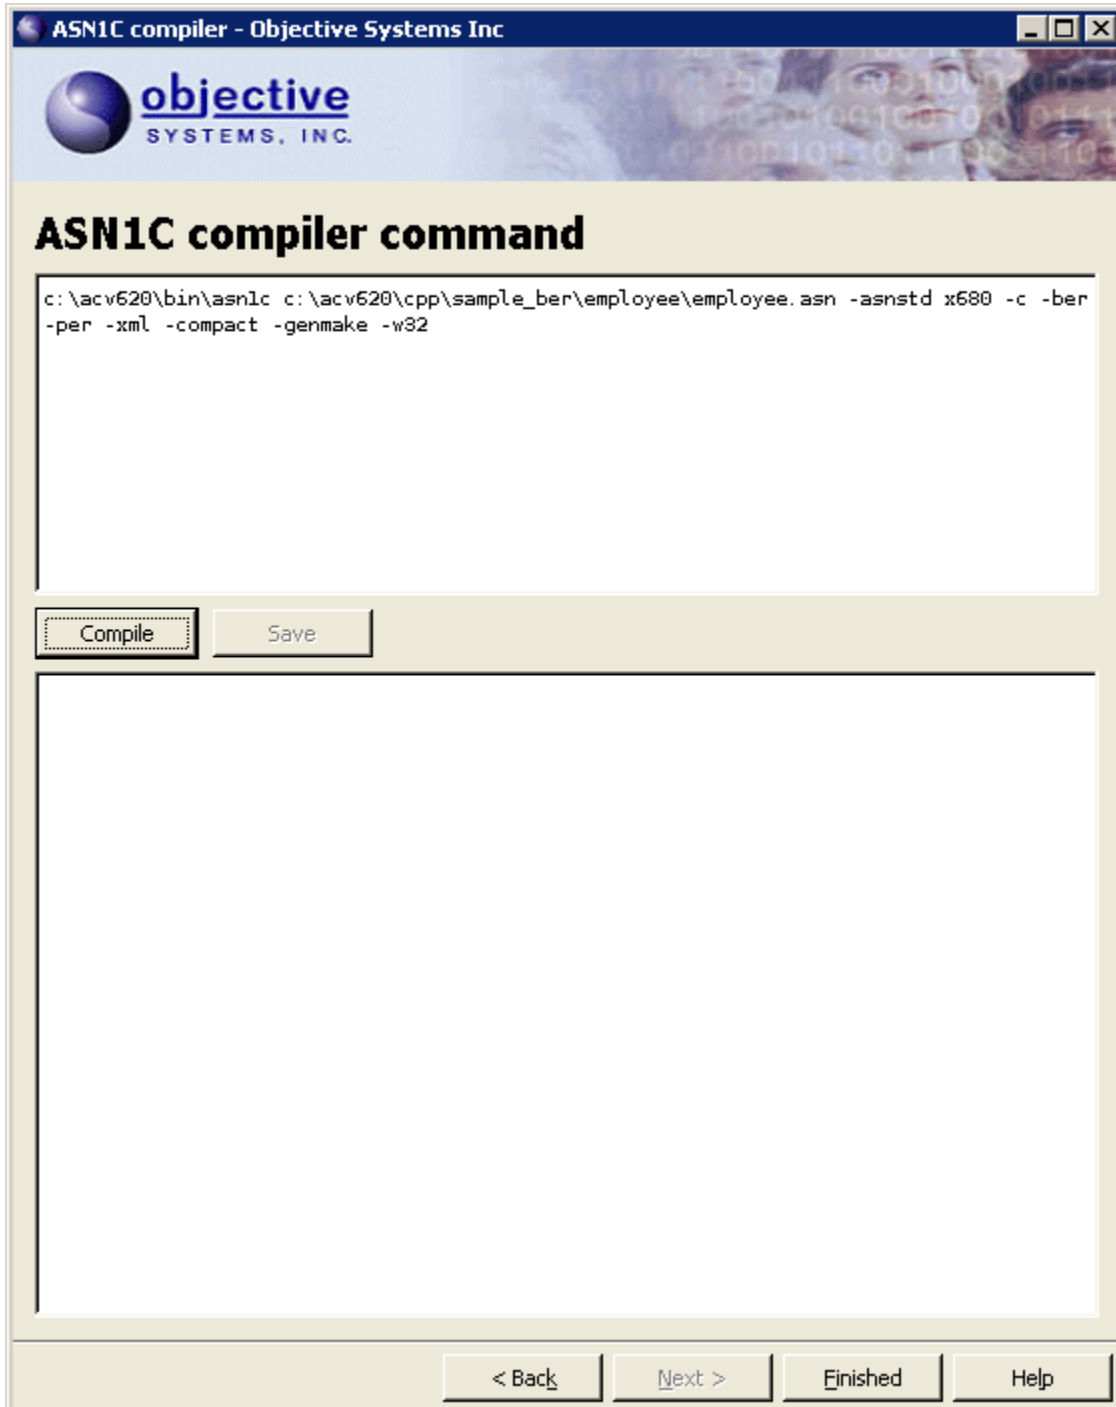 ASN1C compiler - Objective Systems Inc
objective
SYSTEMS, INC.
ASN1C compiler command
c:\acv620\bin\asn1c c:\acv620\cpp\sample_ber\employee\employee.asn -asnstd x680 -c -ber
-per -xml -compact -genmake -w32
Compile
Save
< Back
Next >
Finished
Help